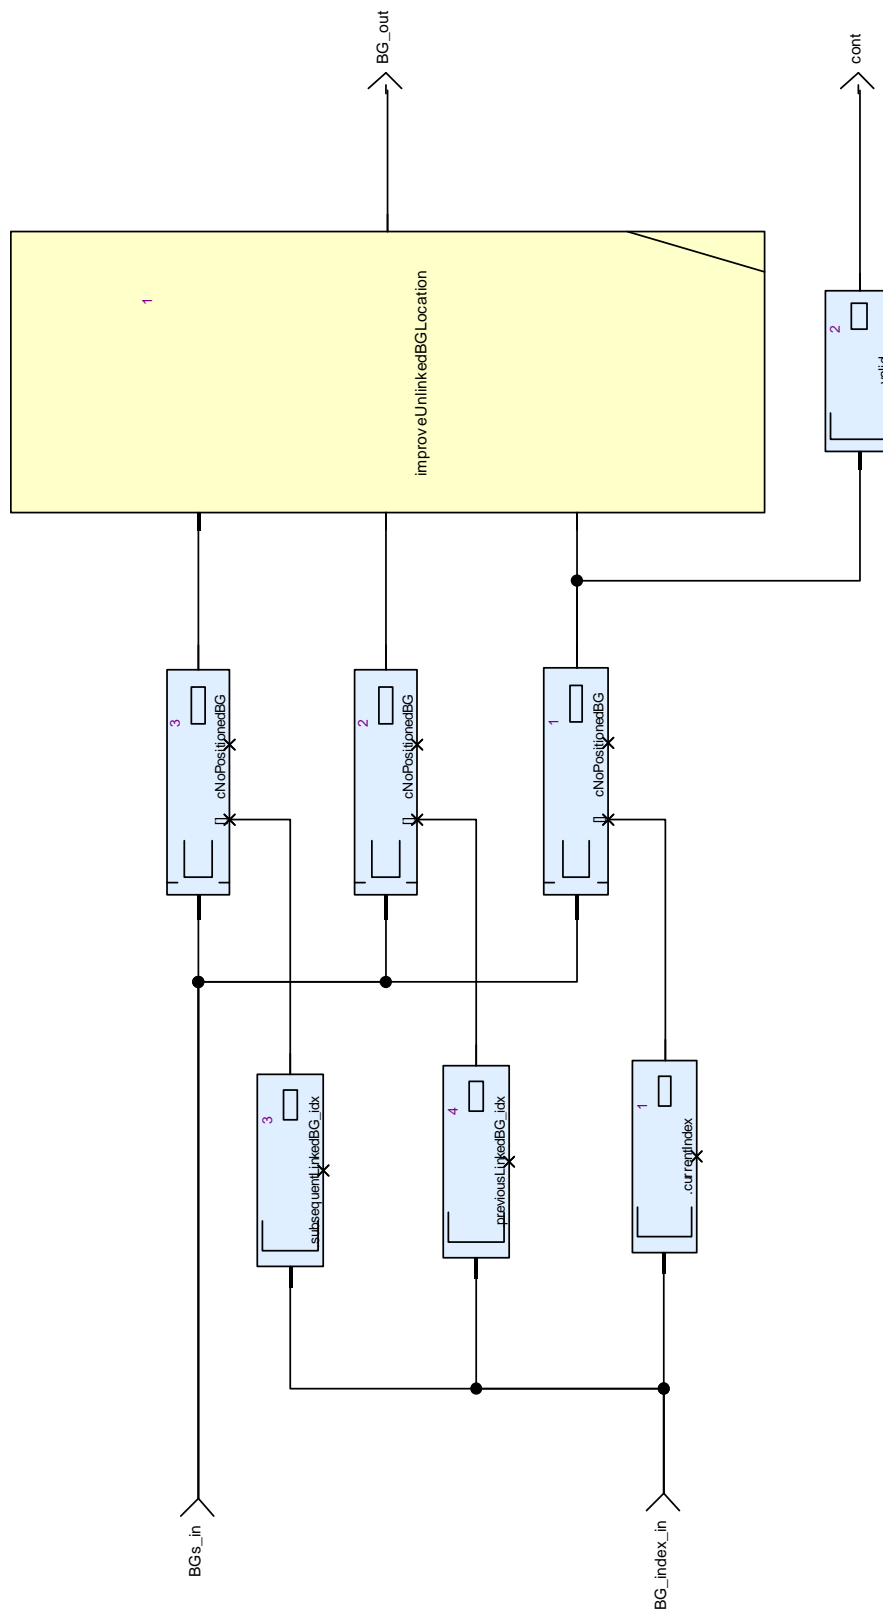 BG_out
cont
1
improveUnlinkedBGLocation
2
3
cNoPositionedBG
2
cNoPositionedBG
1
cNoPositionedBG
3
subsequentLinkedBG_idx
4
previousLinkedBG_idx
1
.currentIndex
BGs_in
BG_index_in